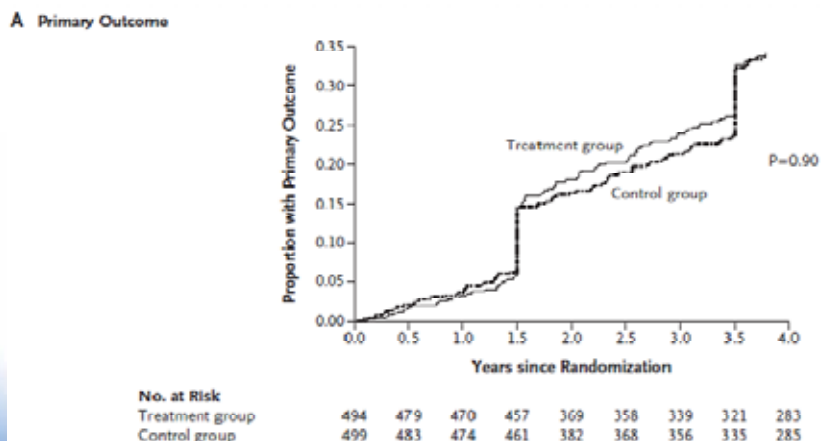 A Primary Outcome
Proportion with Primary Outcome
0.35
0.30
0.25
0.20
0.15
0.10
0.05
0.00
Treatment group
Control group
P=0.90
0.0 0.5 1.0 1.5 2.0 2.5 3.0 3.5 4.0
Years since Randomization
No. at Risk
Treatment group 494 479 470 457 369 358 339 321 283
Control group 499 483 474 461 382 368 356 335 285